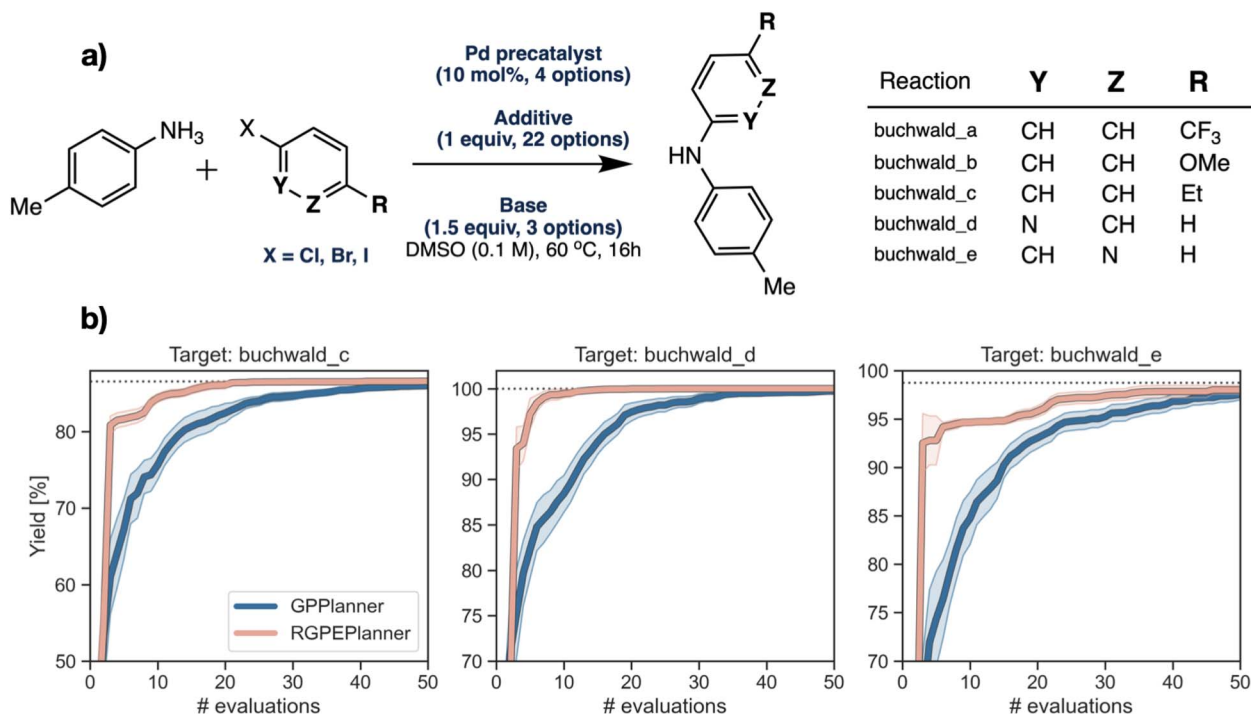 a)
Pd precatalyst
(10 mol%, 4 options)
Additive
(1 equiv, 22 options)
Base
(1.5 equiv, 3 options)
DMSO (0.1 M), 60 °C, 16h
NH3
Me
+
X
Y
Z
R
X = Cl, Br, I
R
Z
Y
HN
Me
Reaction Y Z R
buchwald_a CH CH CF3
buchwald_b CH CH OMe
buchwald_c CH CH Et
buchwald_d N CH H
buchwald_e CH N H
b)
Target: buchwald_c
Yield [%]
80
70
60
50
0 10 20 30 40 50
# evaluations
GPPlanner
RGPEPlanner
Target: buchwald_d
100
95
90
85
80
75
70
0 10 20 30 40 50
# evaluations
Target: buchwald_e
100
95
90
85
80
75
70
0 10 20 30 40 50
# evaluations